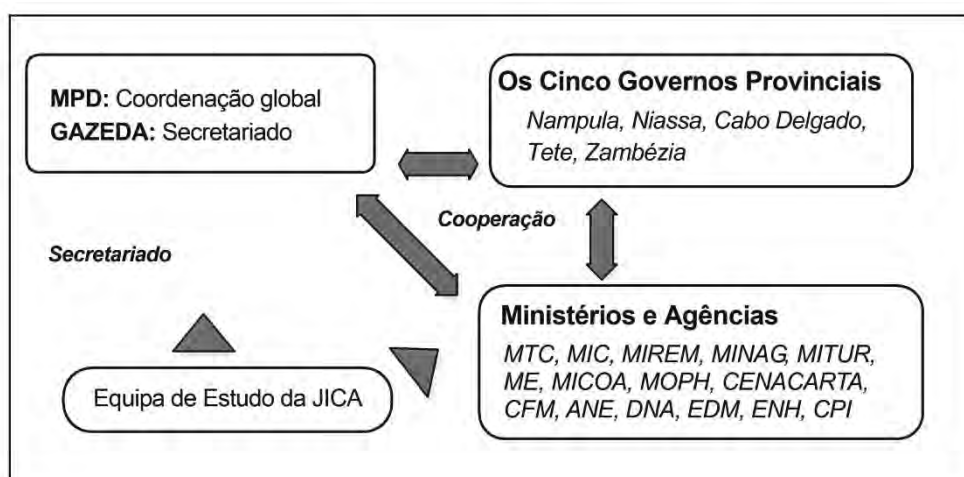 MPD: Coordenação global
GAZEDA: Secretariado
Os Cinco Governos Provinciais
Nampula, Niassa, Cabo Delgado,
Tete, Zambézia
Cooperação
Secretariado
Ministérios e Agências
MTC, MIC, MIREM, MINAG, MITUR,
ME, MICOA, MOPH, CENACARTA,
CFM, ANE, DNA, EDM, ENH, CPI
Equipa de Estudo da JICA